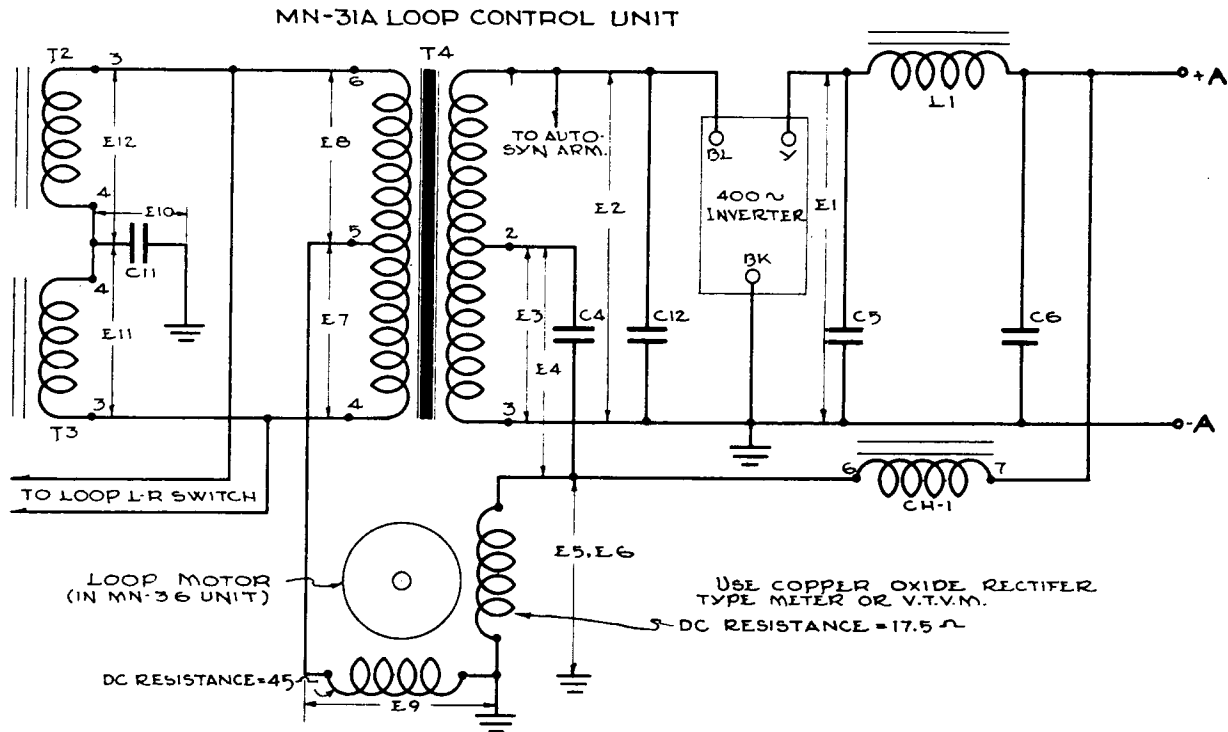 MN-31A LOOP CONTROL UNIT
T2
3
6
T4
1
+A
L1
TO AUTO-
SYN ARM.
BL
Y
E12
E8
E2
400~
INVERTER
E1
4
E10
5
2
BK
C11
4
E11
E7
E3
C4
C12
C5
C6
E4
3
T3
4
3
-A
6
7
CH-1
TO LOOP L-R SWITCH
E5,E6
LOOP MOTOR
(IN MN-36 UNIT)
USE COPPER OXIDE RECTIFER
TYPE METER OR V.T.V.M.
DC RESISTANCE = 17.5 Ω
DC RESISTANCE=45
E9